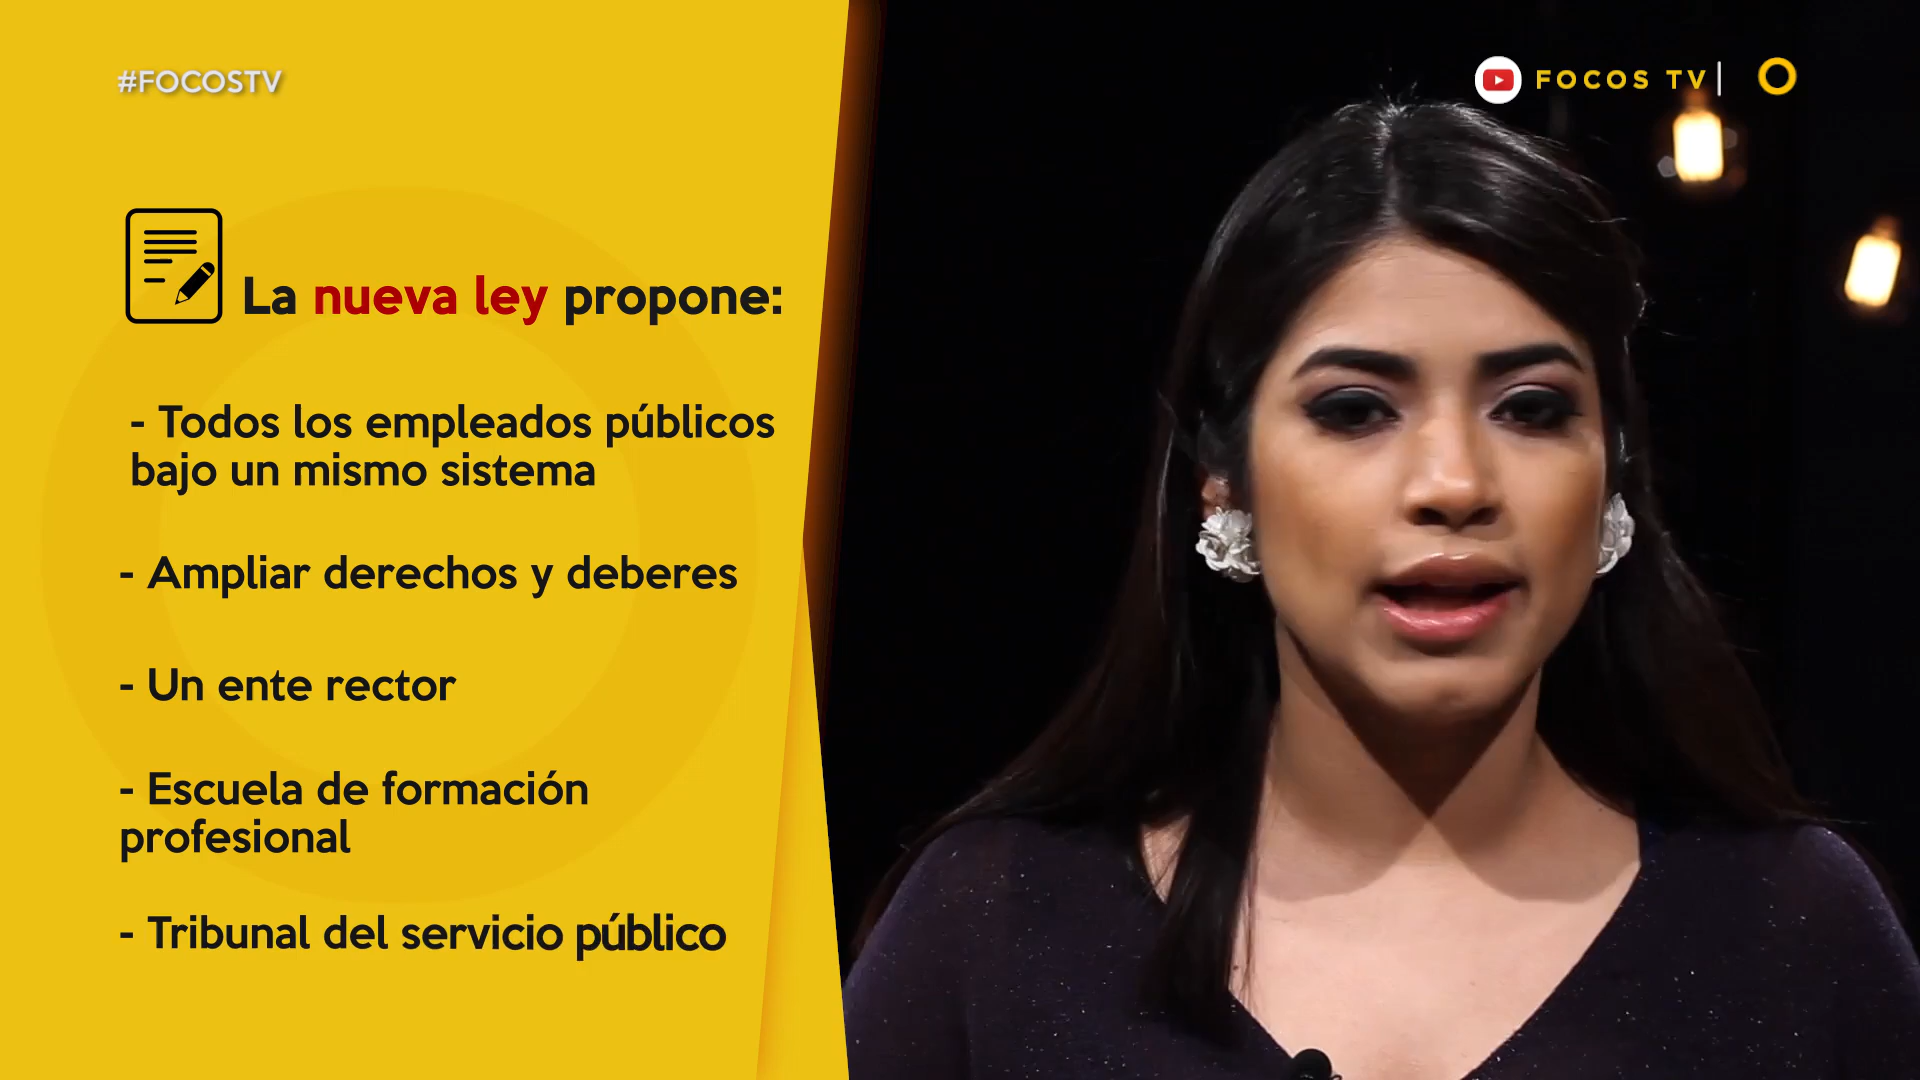 #FOCOSTV
FOCOS TV
La nueva ley propone:
- Todos los empleados públicos
bajo un mismo sistema
- Ampliar derechos y deberes
- Un ente rector
- Escuela de formación
profesional
- Tribunal del servicio público